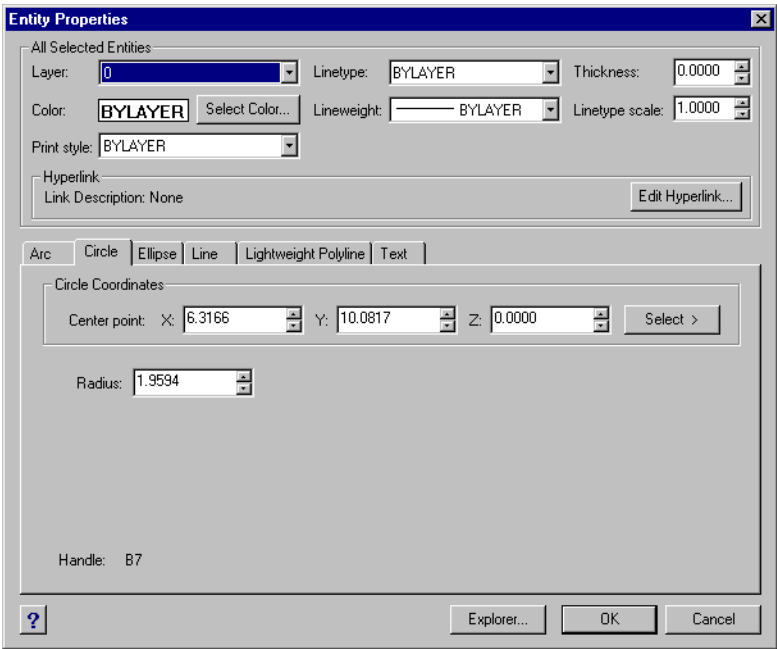 Entity Properties
All Selected Entities
Layer: 0 Linetype: BYLAYER Thickness: 0.0000
Color: BYLAYER Select Color... Lineweight: BYLAYER Linetype scale: 1.0000
Print style: BYLAYER
Hyperlink
Link Description: None Edit Hyperlink...
Arc Circle Ellipse Line Lightweight Polyline Text
Circle Coordinates
Center point: X: 6.3166 Y: 10.0817 Z: 0.0000 Select >
Radius: 1.9594
Handle: B7
? Explorer... OK Cancel